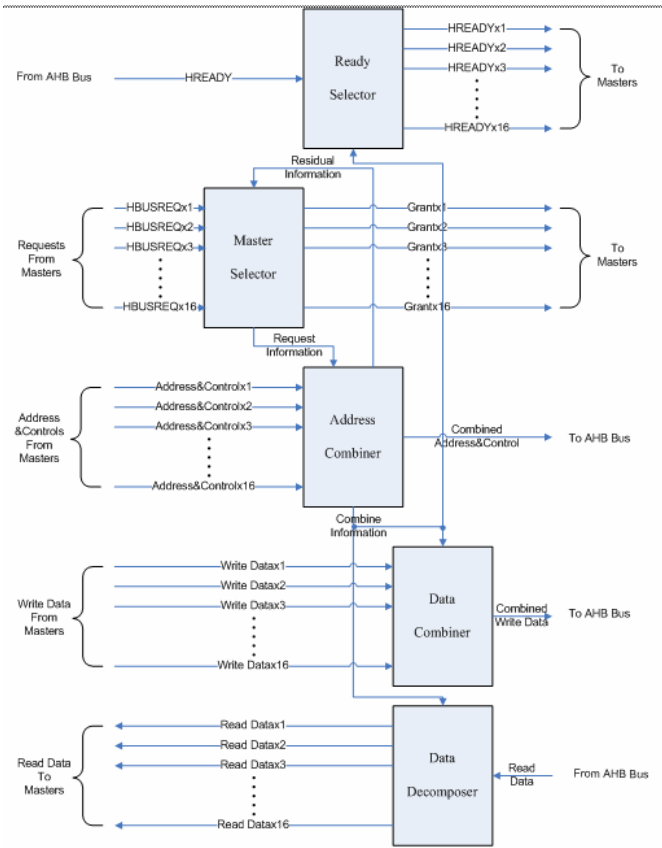 HREADYx1
HREADYx2
HREADYx3
HREADYx16
To
Masters
From AHB Bus
HREADY
Ready
Selector
Residual
Information
Requests
From
Masters
HBUSREQx1
HBUSREQx2
HBUSREQx3
HBUSREQx16
Master
Selector
Grantx1
Grantx2
Grantx3
Grantx16
To
Masters
Request
Information
Address
&Controls
From
Masters
Address&Controlx1
Address&Controlx2
Address&Controlx3
Address&Controlx16
Address
Combiner
Combined
Address&Control
To AHB Bus
Combine
Information
Write Data
From
Masters
Write Datax1
Write Datax2
Write Datax3
Write Datax16
Data
Combiner
Combined
Write Data
To AHB Bus
Read Data
To
Masters
Read Datax1
Read Datax2
Read Datax3
Read Datax16
Data
Decomposer
Read
Data
From AHB Bus